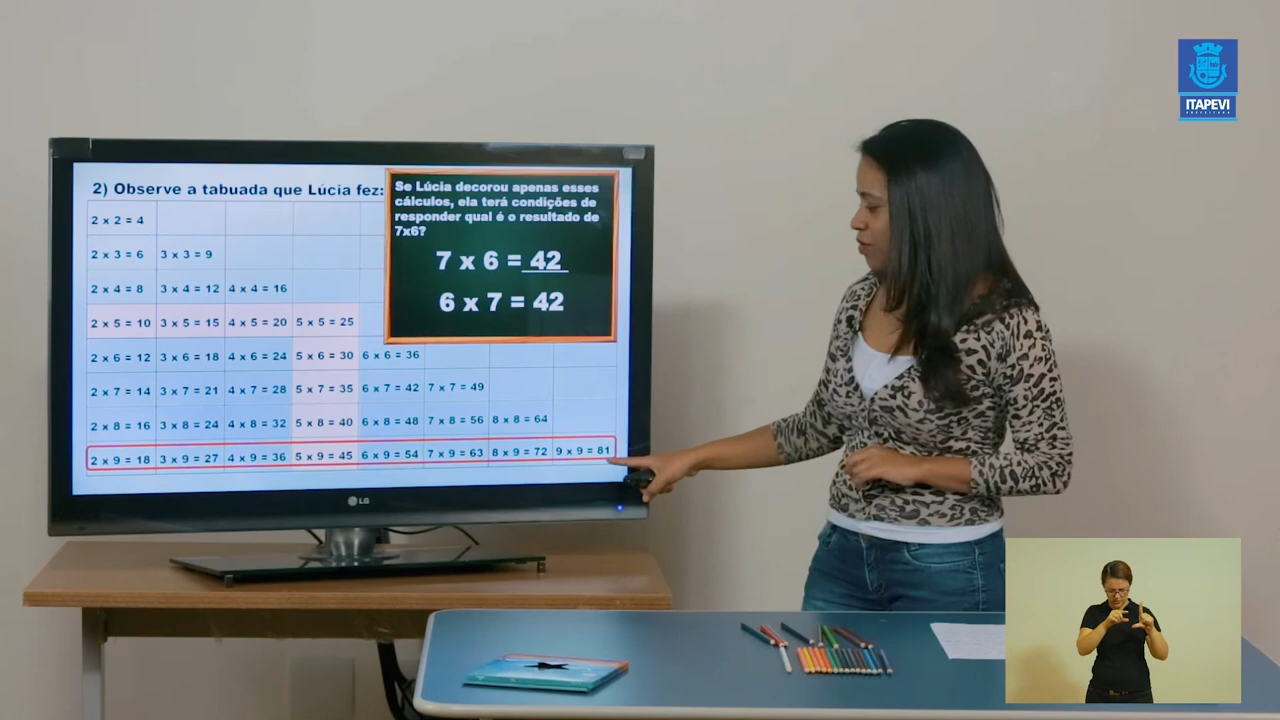 2) Observe a tabuada que Lúcia fez:
Se Lúcia decorou apenas esses
cálculos, ela terá condições de
responder qual é o resultado de
7x6?
7 x 6 = 42
6 x 7 = 42
2 x 2 = 4
2 x 3 = 6 3 x 3 = 9
2 x 4 = 8 3 x 4 = 12 4 x 4 = 16
2 x 5 = 10 3 x 5 = 15 4 x 5 = 20 5 x 5 = 25
2 x 6 = 12 3 x 6 = 18 4 x 6 = 24 5 x 6 = 30 6 x 6 = 36
2 x 7 = 14 3 x 7 = 21 4 x 7 = 28 5 x 7 = 35 6 x 7 = 42 7 x 7 = 49
2 x 8 = 16 3 x 8 = 24 4 x 8 = 32 5 x 8 = 40 6 x 8 = 48 7 x 8 = 56 8 x 8 = 64
2 x 9 = 18 3 x 9 = 27 4 x 9 = 36 5 x 9 = 45 6 x 9 = 54 7 x 9 = 63 8 x 9 = 72 9 x 9 = 81
LG
ITAPEVI
PREFEITURA